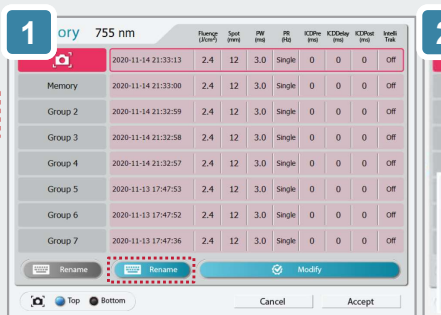 1
ory 755 nm
Fluence (J/cm²) Spot (mm) PW (ms) PR (Hz) ICDPre (ms) ICDDelay (ms) ICDPost (ms) Intelli Trak
2020-11-14 21:33:13 2.4 12 3.0 Single 0 0 0 Off
Memory 2020-11-14 21:33:00 2.4 12 3.0 Single 0 0 0 Off
Group 2 2020-11-14 21:32:59 2.4 12 3.0 Single 0 0 0 Off
Group 3 2020-11-14 21:32:58 2.4 12 3.0 Single 0 0 0 Off
Group 4 2020-11-14 21:32:57 2.4 12 3.0 Single 0 0 0 Off
Group 5 2020-11-13 17:47:53 2.4 12 3.0 Single 0 0 0 Off
Group 6 2020-11-13 17:47:52 2.4 12 3.0 Single 0 0 0 Off
Group 7 2020-11-13 17:47:36 2.4 12 3.0 Single 0 0 0 Off
Rename Rename Modify
Top Bottom Cancel Accept